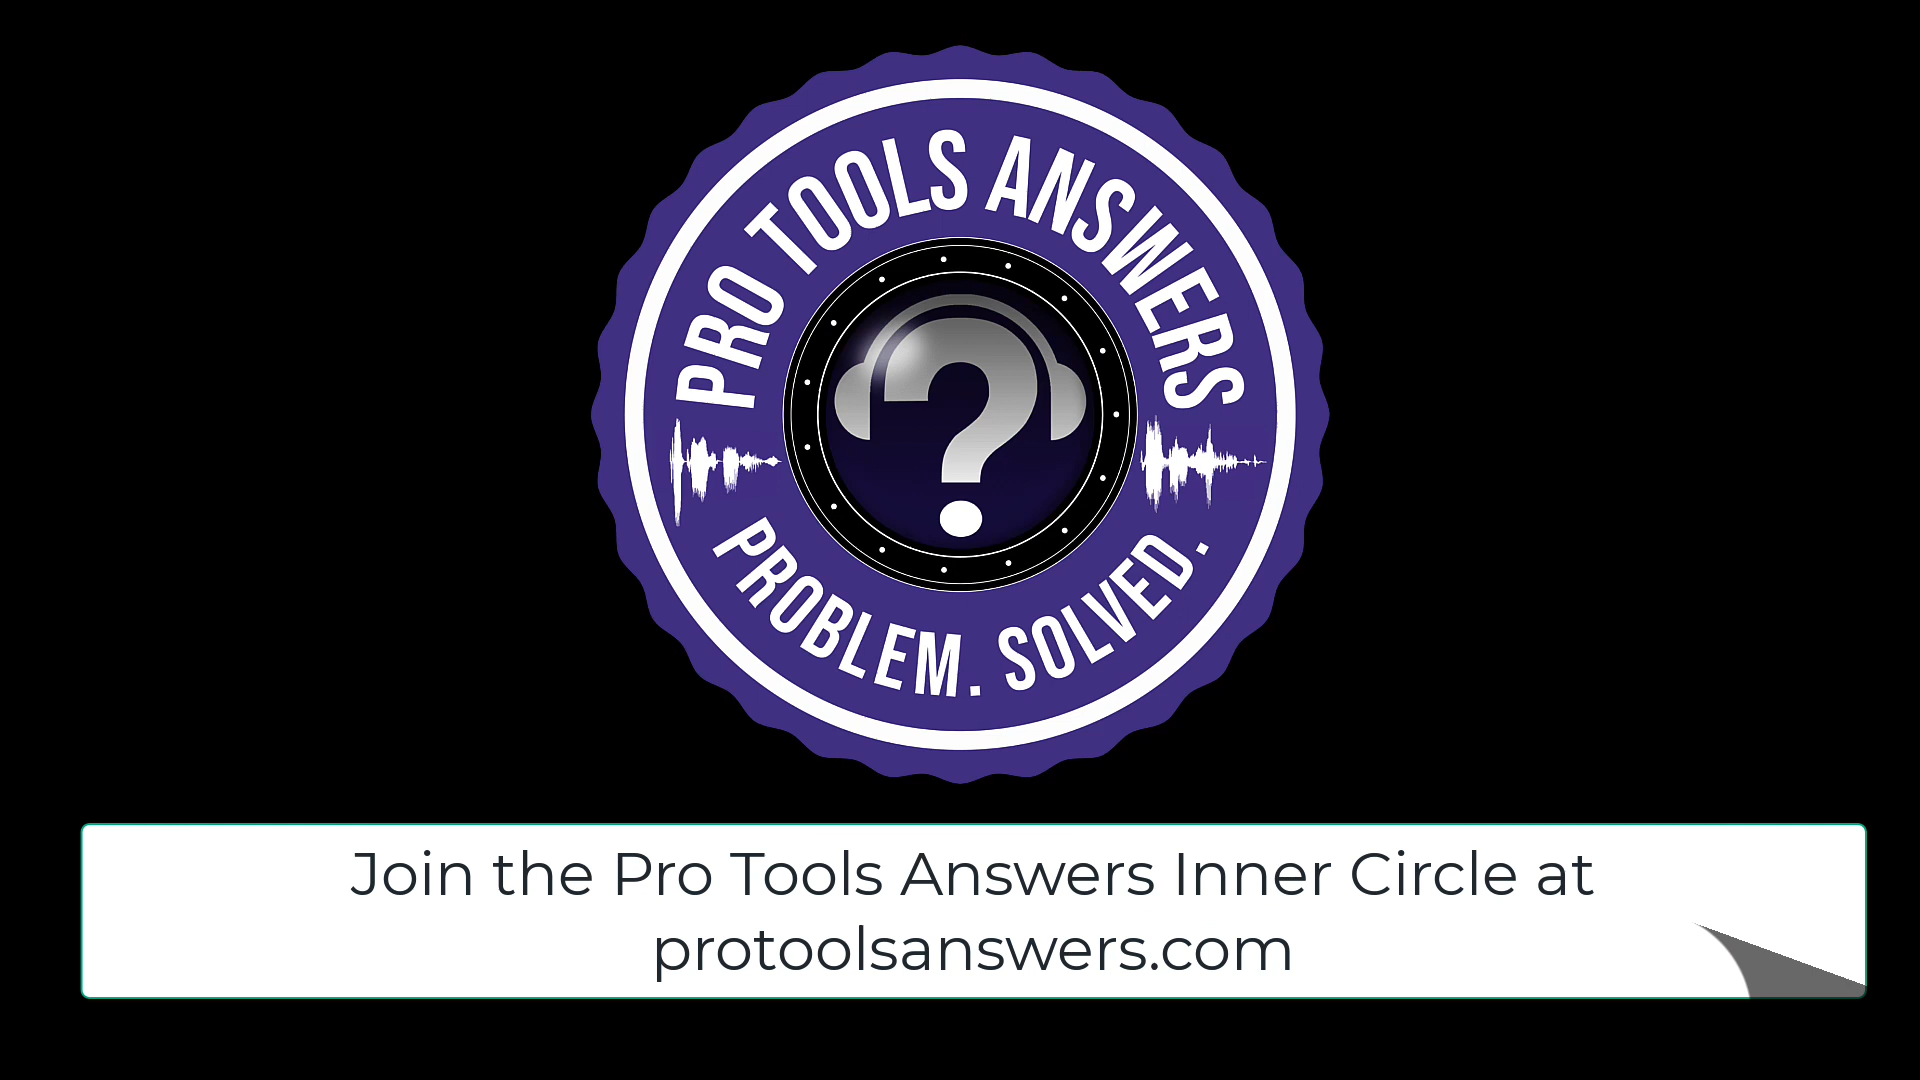 PRO TOOLS ANSWERS
PROBLEM. SOLVED.
Join the Pro Tools Answers Inner Circle at
protoolsanswers.com